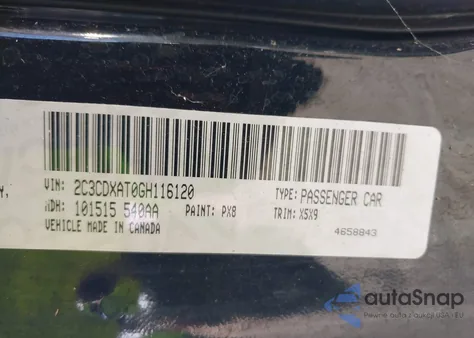 VIN: 2C3CDXAT0GH116120
TYPE: PASSENGER CAR
MDH: 101515 540AA
PAINT: PX8
TRIM: X5X9
VEHICLE MADE IN CANADA
4658843
autoSnap